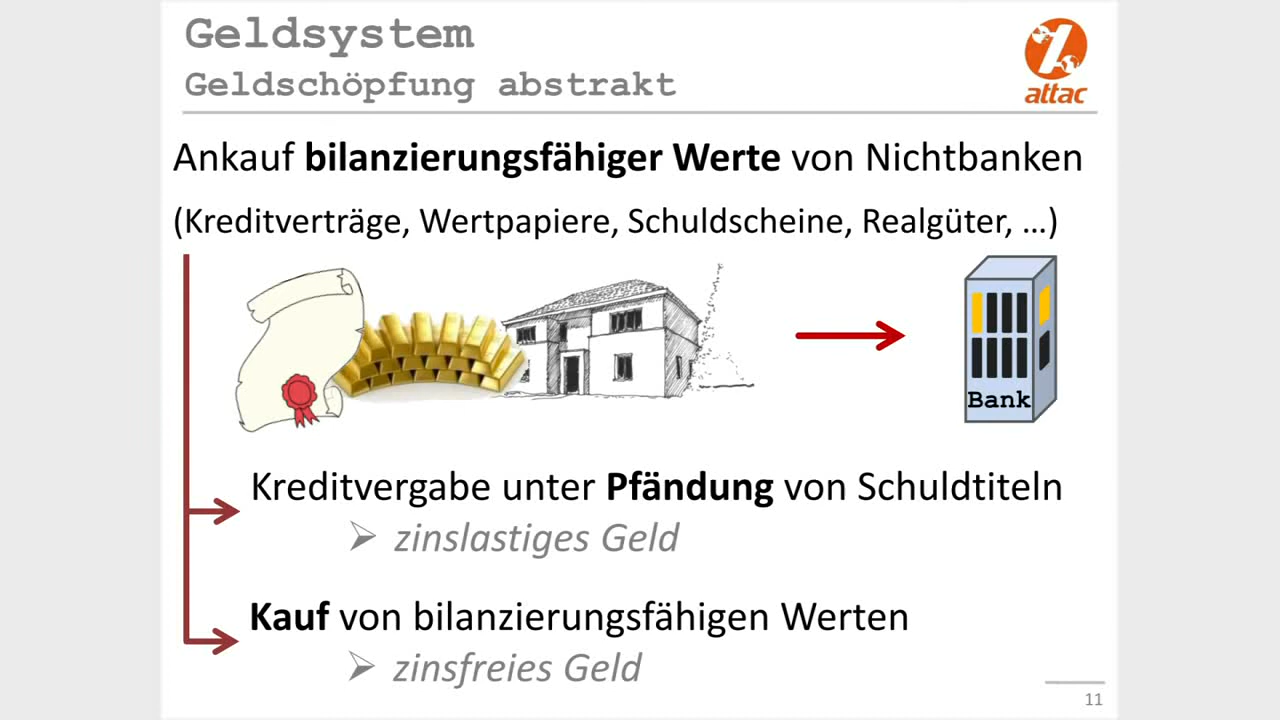 Geldsystem
Geldschöpfung abstrakt
attac
Ankauf bilanzierungsfähiger Werte von Nichtbanken
(Kreditverträge, Wertpapiere, Schuldscheine, Realgüter, …)
Bank
Kreditvergabe unter Pfändung von Schuldtiteln
➢ zinslastiges Geld
Kauf von bilanzierungsfähigen Werten
➢ zinsfreies Geld
11